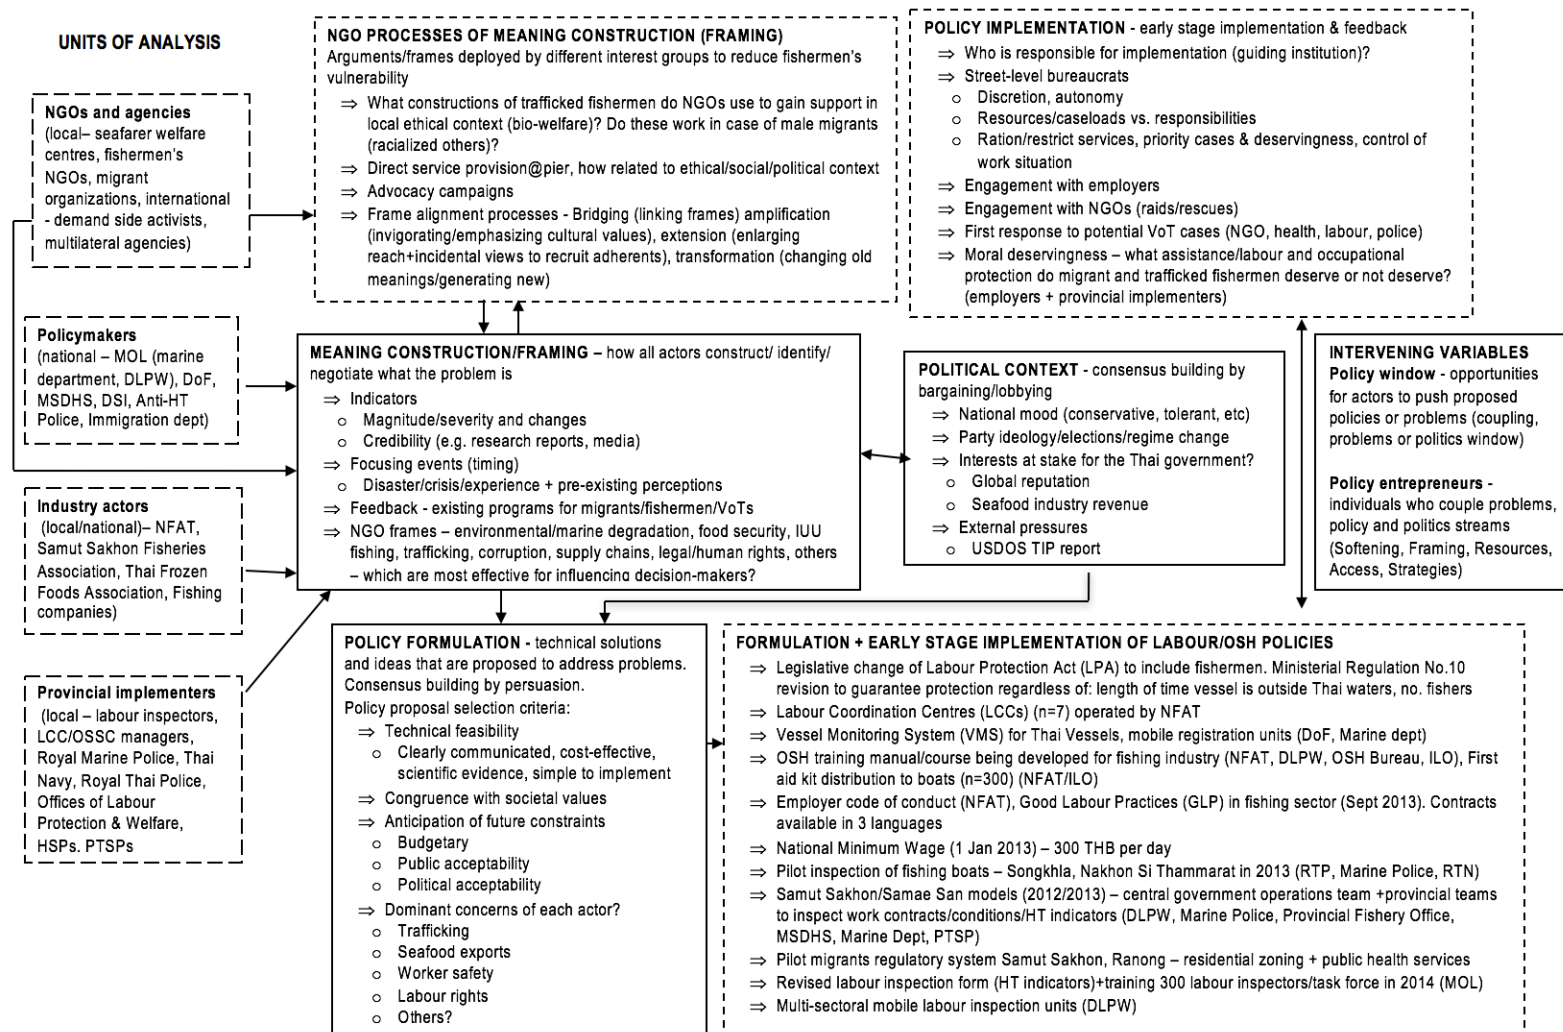 UNITS OF ANALYSIS
NGOs and agencies
(local– seafarer welfare
centres, fishermen's
NGOs, migrant
organizations, international
- demand side activists,
multilateral agencies)
Policymakers
(national – MOL (marine
department, DLPW), DoF,
MSDHS, DSI, Anti-HT
Police, Immigration dept)
Industry actors
(local/national)– NFAT,
Samut Sakhon Fisheries
Association, Thai Frozen
Foods Association, Fishing
companies)
Provincial implementers
(local – labour inspectors,
LCC/OSSC managers,
Royal Marine Police, Thai
Navy, Royal Thai Police,
Offices of Labour
Protection & Welfare,
HSPs. PTSPs
NGO PROCESSES OF MEANING CONSTRUCTION (FRAMING)
Arguments/frames deployed by different interest groups to reduce fishermen's
vulnerability
⇒ What constructions of trafficked fishermen do NGOs use to gain support in
local ethical context (bio-welfare)? Do these work in case of male migrants
(racialized others)?
⇒ Direct service provision@pier, how related to ethical/social/political context
⇒ Advocacy campaigns
⇒ Frame alignment processes - Bridging (linking frames) amplification
(invigorating/emphasizing cultural values), extension (enlarging
reach+incidental views to recruit adherents), transformation (changing old
meanings/generating new)
MEANING CONSTRUCTION/FRAMING – how all actors construct/ identify/
negotiate what the problem is
⇒ Indicators
o Magnitude/severity and changes
o Credibility (e.g. research reports, media)
⇒ Focusing events (timing)
o Disaster/crisis/experience + pre-existing perceptions
⇒ Feedback - existing programs for migrants/fishermen/VoTs
⇒ NGO frames – environmental/marine degradation, food security, IUU
fishing, trafficking, corruption, supply chains, legal/human rights, others
– which are most effective for influencing decision-makers?
POLICY FORMULATION - technical solutions
and ideas that are proposed to address problems.
Consensus building by persuasion.
Policy proposal selection criteria:
⇒ Technical feasibility
o Clearly communicated, cost-effective,
scientific evidence, simple to implement
⇒ Congruence with societal values
⇒ Anticipation of future constraints
o Budgetary
o Public acceptability
o Political acceptability
⇒ Dominant concerns of each actor?
o Trafficking
o Seafood exports
o Worker safety
o Labour rights
o Others?
POLICY IMPLEMENTATION - early stage implementation & feedback
⇒ Who is responsible for implementation (guiding institution)?
⇒ Street-level bureaucrats
o Discretion, autonomy
o Resources/caseloads vs. responsibilities
o Ration/restrict services, priority cases & deservingness, control of
work situation
⇒ Engagement with employers
⇒ Engagement with NGOs (raids/rescues)
⇒ First response to potential VoT cases (NGO, health, labour, police)
⇒ Moral deservingness – what assistance/labour and occupational
protection do migrant and trafficked fishermen deserve or not deserve?
(employers + provincial implementers)
POLITICAL CONTEXT - consensus building by
bargaining/lobbying
⇒ National mood (conservative, tolerant, etc)
⇒ Party ideology/elections/regime change
⇒ Interests at stake for the Thai government?
o Global reputation
o Seafood industry revenue
⇒ External pressures
o USDOS TIP report
INTERVENING VARIABLES
Policy window - opportunities
for actors to push proposed
policies or problems (coupling,
problems or politics window)
Policy entrepreneurs -
individuals who couple problems,
policy and politics streams
(Softening, Framing, Resources,
Access, Strategies)
FORMULATION + EARLY STAGE IMPLEMENTATION OF LABOUR/OSH POLICIES
⇒ Legislative change of Labour Protection Act (LPA) to include fishermen. Ministerial Regulation No.10
revision to guarantee protection regardless of: length of time vessel is outside Thai waters, no. fishers
⇒ Labour Coordination Centres (LCCs) (n=7) operated by NFAT
⇒ Vessel Monitoring System (VMS) for Thai Vessels, mobile registration units (DoF, Marine dept)
⇒ OSH training manual/course being developed for fishing industry (NFAT, DLPW, OSH Bureau, ILO), First
aid kit distribution to boats (n=300) (NFAT/ILO)
⇒ Employer code of conduct (NFAT), Good Labour Practices (GLP) in fishing sector (Sept 2013). Contracts
available in 3 languages
⇒ National Minimum Wage (1 Jan 2013) – 300 THB per day
⇒ Pilot inspection of fishing boats – Songkhla, Nakhon Si Thammarat in 2013 (RTP, Marine Police, RTN)
⇒ Samut Sakhon/Samae San models (2012/2013) – central government operations team +provincial teams
to inspect work contracts/conditions/HT indicators (DLPW, Marine Police, Provincial Fishery Office,
MSDHS, Marine Dept, PTSP)
⇒ Pilot migrants regulatory system Samut Sakhon, Ranong – residential zoning + public health services
⇒ Revised labour inspection form (HT indicators)+training 300 labour inspectors/task force in 2014 (MOL)
⇒ Multi-sectoral mobile labour inspection units (DLPW)